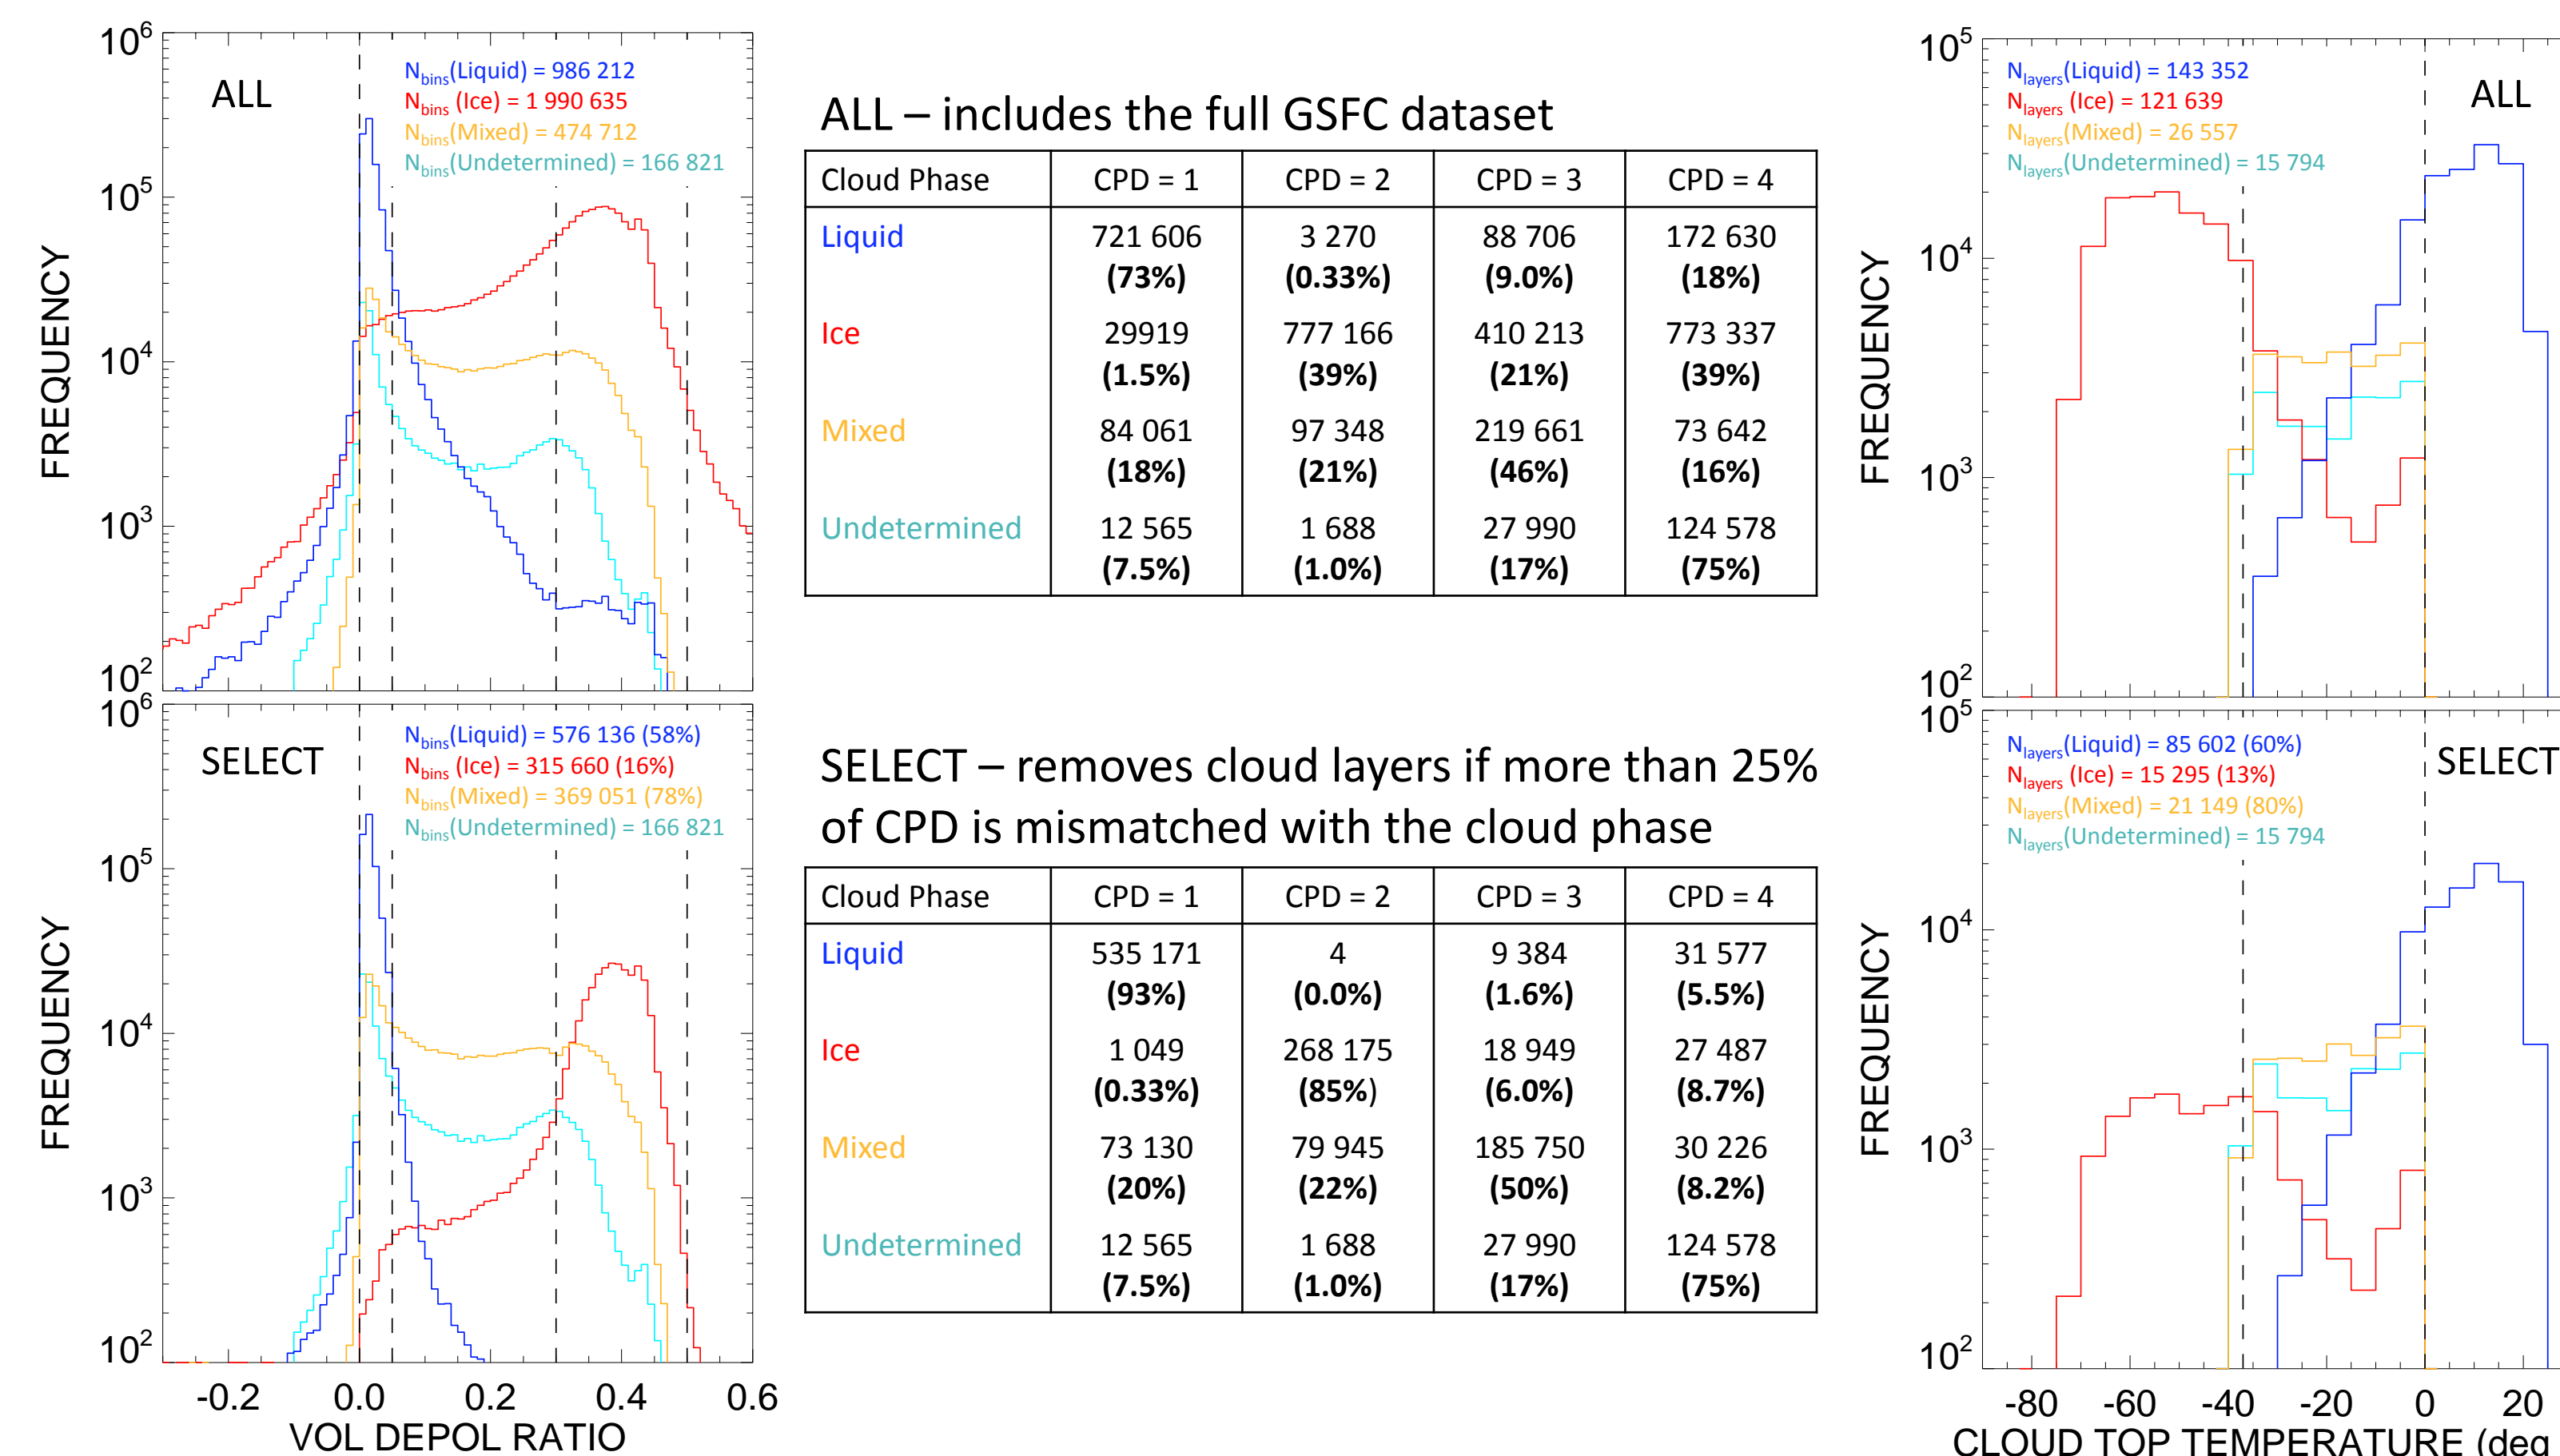 10^6
10^5
10^4
10^3
10^2
FREQUENCY
ALL
N_bins(Liquid) = 986 212
N_bins (Ice) = 1 990 635
N_bins(Mixed) = 474 712
N_bins(Undetermined) = 166 821
ALL – includes the full GSFC dataset
Cloud Phase CPD = 1 CPD = 2 CPD = 3 CPD = 4
Liquid 721 606 3 270 88 706 172 630
(73%) (0.33%) (9.0%) (18%)
Ice 29919 777 166 410 213 773 337
(1.5%) (39%) (21%) (39%)
Mixed 84 061 97 348 219 661 73 642
(18%) (21%) (46%) (16%)
Undetermined 12 565 1 688 27 990 124 578
(7.5%) (1.0%) (17%) (75%)
10^5
10^4
10^3
10^2
FREQUENCY
N_layers(Liquid) = 143 352
N_layers (Ice) = 121 639
N_layers(Mixed) = 26 557
N_layers(Undetermined) = 15 794
ALL
10^6
10^5
10^4
10^3
10^2
FREQUENCY
SELECT
N_bins(Liquid) = 576 136 (58%)
N_bins (Ice) = 315 660 (16%)
N_bins(Mixed) = 369 051 (78%)
N_bins(Undetermined) = 166 821
-0.2 0.0 0.2 0.4 0.6
VOL DEPOL RATIO
SELECT – removes cloud layers if more than 25%
of CPD is mismatched with the cloud phase
Cloud Phase CPD = 1 CPD = 2 CPD = 3 CPD = 4
Liquid 535 171 4 9 384 31 577
(93%) (0.0%) (1.6%) (5.5%)
Ice 1 049 268 175 18 949 27 487
(0.33%) (85%) (6.0%) (8.7%)
Mixed 73 130 79 945 185 750 30 226
(20%) (22%) (50%) (8.2%)
Undetermined 12 565 1 688 27 990 124 578
(7.5%) (1.0%) (17%) (75%)
10^5
10^4
10^3
10^2
FREQUENCY
N_layers(Liquid) = 85 602 (60%)
N_layers (Ice) = 15 295 (13%)
N_layers(Mixed) = 21 149 (80%)
N_layers(Undetermined) = 15 794
SELECT
-80 -60 -40 -20 0 20
CLOUD TOP TEMPERATURE (deg